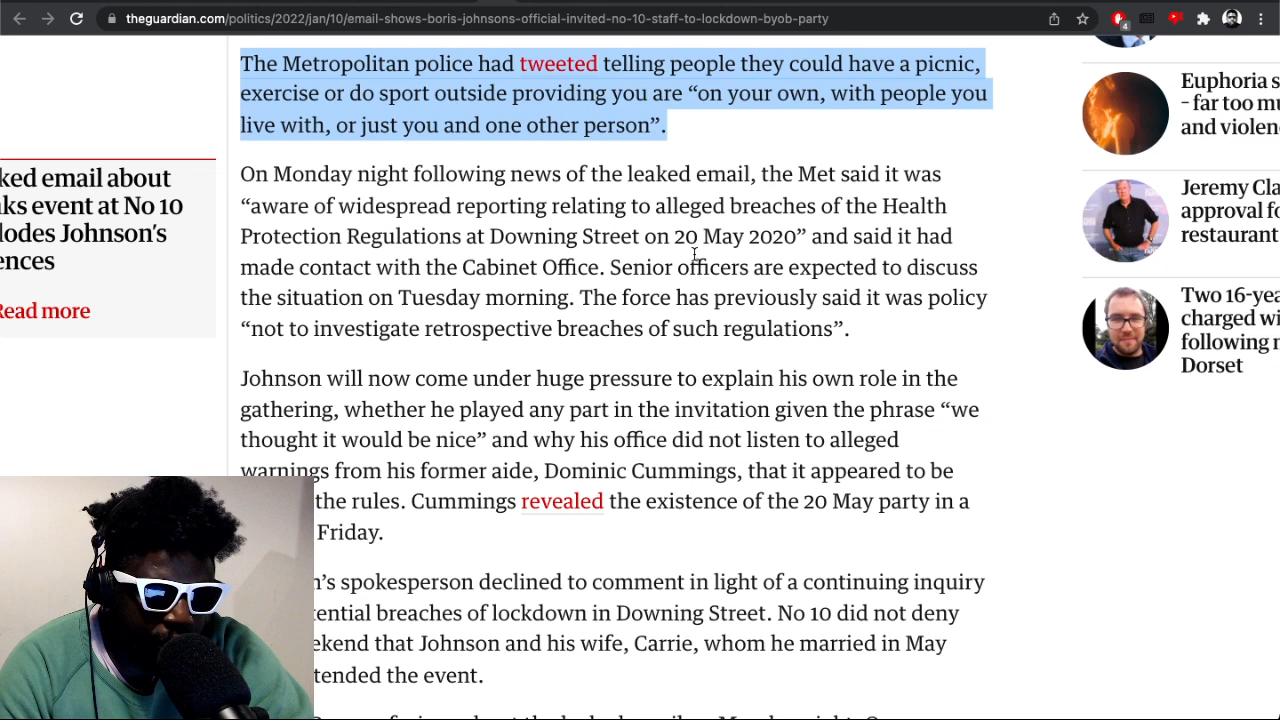 theguardian.com/politics/2022/jan/10/email-shows-boris-johnsons-official-invited-no-10-staff-to-lockdown-byob-party
4
The Metropolitan police had tweeted telling people they could have a picnic,
exercise or do sport outside providing you are “on your own, with people you
live with, or just you and one other person”.
On Monday night following news of the leaked email, the Met said it was
“aware of widespread reporting relating to alleged breaches of the Health
Protection Regulations at Downing Street on 20 May 2020” and said it had
made contact with the Cabinet Office. Senior officers are expected to discuss
the situation on Tuesday morning. The force has previously said it was policy
“not to investigate retrospective breaches of such regulations”.
Johnson will now come under huge pressure to explain his own role in the
gathering, whether he played any part in the invitation given the phrase “we
thought it would be nice” and why his office did not listen to alleged
warnings from his former aide, Dominic Cummings, that it appeared to be
the rules. Cummings revealed the existence of the 20 May party in a
Friday.
n’s spokesperson declined to comment in light of a continuing inquiry
tential breaches of lockdown in Downing Street. No 10 did not deny
ekend that Johnson and his wife, Carrie, whom he married in May
tended the event.
ked email about
ks event at No 10
lodes Johnson’s
ences
Read more
Euphoria s
– far too mu
and violen
Jeremy Cla
approval fo
restaurant
Two 16-yea
charged wi
following m
Dorset